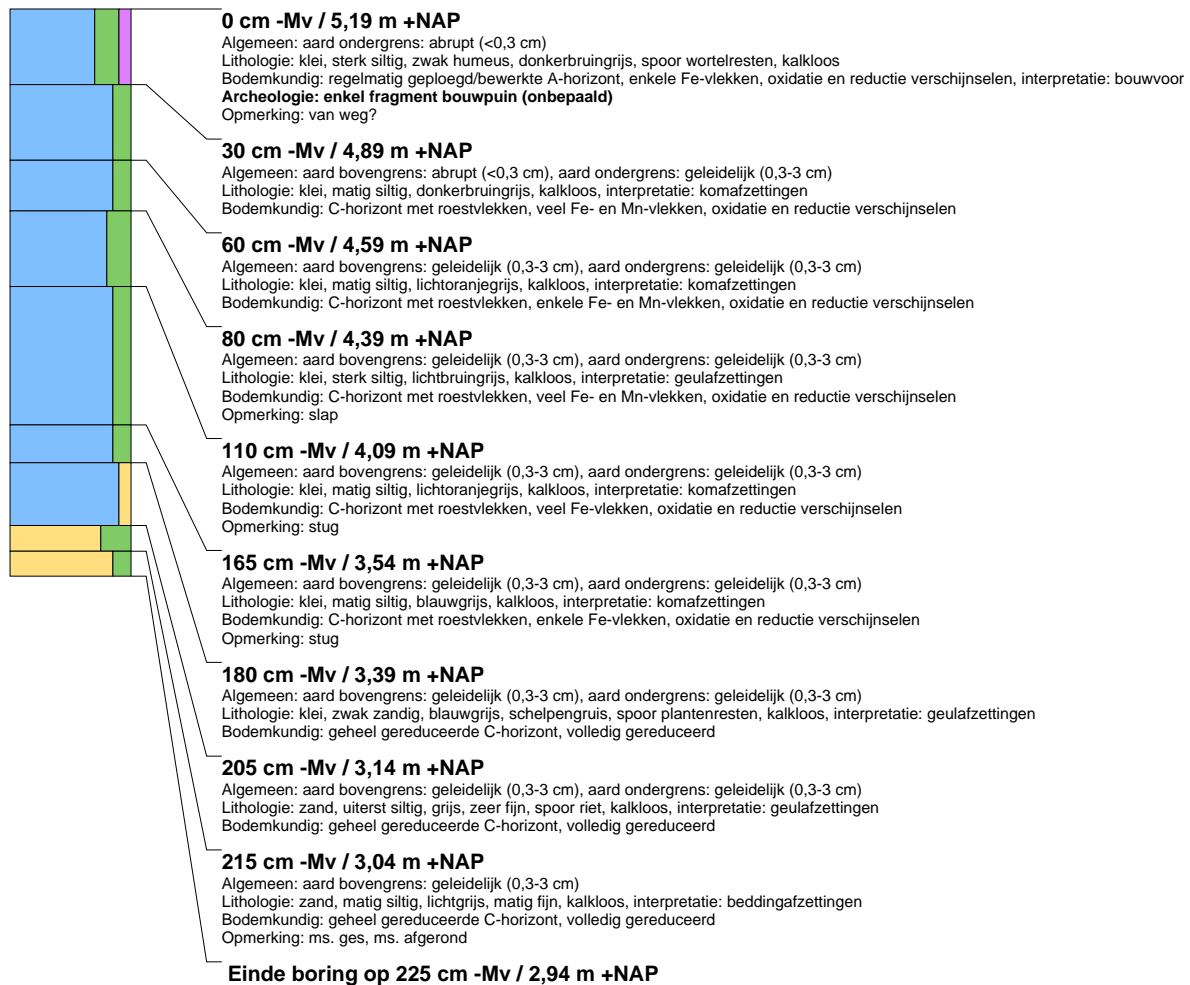 0 cm -Mv / 5,19 m +NAP
Algemeen: aard ondergrens: abrupt (<0,3 cm)
Lithologie: klei, sterk siltig, zwak humeus, donkerbruingrijs, spoor wortelresten, kalkloos
Bodemkundig: regelmatig geploegd/bewerkte A-horizont, enkele Fe-vlekken, oxidatie en reductie verschijnselen, interpretatie: bouwvoor
Archeologie: enkel fragment bouwpuin (onbepaald)
Opmerking: van weg?
30 cm -Mv / 4,89 m +NAP
Algemeen: aard bovengrens: abrupt (<0,3 cm), aard ondergrens: geleidelijk (0,3-3 cm)
Lithologie: klei, matig siltig, donkerbruingrijs, kalkloos, interpretatie: komafzettingen
Bodemkundig: C-horizont met roestvlekken, veel Fe- en Mn-vlekken, oxidatie en reductie verschijnselen
60 cm -Mv / 4,59 m +NAP
Algemeen: aard bovengrens: geleidelijk (0,3-3 cm), aard ondergrens: geleidelijk (0,3-3 cm)
Lithologie: klei, matig siltig, lichtoranjegrijs, kalkloos, interpretatie: komafzettingen
Bodemkundig: C-horizont met roestvlekken, enkele Fe- en Mn-vlekken, oxidatie en reductie verschijnselen
80 cm -Mv / 4,39 m +NAP
Algemeen: aard bovengrens: geleidelijk (0,3-3 cm), aard ondergrens: geleidelijk (0,3-3 cm)
Lithologie: klei, sterk siltig, lichtbruingrijs, kalkloos, interpretatie: geulafzettingen
Bodemkundig: C-horizont met roestvlekken, veel Fe- en Mn-vlekken, oxidatie en reductie verschijnselen
Opmerking: slap
110 cm -Mv / 4,09 m +NAP
Algemeen: aard bovengrens: geleidelijk (0,3-3 cm), aard ondergrens: geleidelijk (0,3-3 cm)
Lithologie: klei, matig siltig, lichtoranjegrijs, kalkloos, interpretatie: komafzettingen
Bodemkundig: C-horizont met roestvlekken, veel Fe-vlekken, oxidatie en reductie verschijnselen
Opmerking: stug
165 cm -Mv / 3,54 m +NAP
Algemeen: aard bovengrens: geleidelijk (0,3-3 cm), aard ondergrens: geleidelijk (0,3-3 cm)
Lithologie: klei, matig siltig, blauwgrijs, kalkloos, interpretatie: komafzettingen
Bodemkundig: C-horizont met roestvlekken, enkele Fe-vlekken, oxidatie en reductie verschijnselen
Opmerking: stug
180 cm -Mv / 3,39 m +NAP
Algemeen: aard bovengrens: geleidelijk (0,3-3 cm), aard ondergrens: geleidelijk (0,3-3 cm)
Lithologie: klei, zwak zandig, blauwgrijs, schelpengruis, spoor plantenresten, kalkloos, interpretatie: geulafzettingen
Bodemkundig: geheel gereduceerde C-horizont, volledig gereduceerd
205 cm -Mv / 3,14 m +NAP
Algemeen: aard bovengrens: geleidelijk (0,3-3 cm), aard ondergrens: geleidelijk (0,3-3 cm)
Lithologie: zand, uiterst siltig, grijs, zeer fijn, spoor riet, kalkloos, interpretatie: geulafzettingen
Bodemkundig: geheel gereduceerde C-horizont, volledig gereduceerd
215 cm -Mv / 3,04 m +NAP
Algemeen: aard bovengrens: geleidelijk (0,3-3 cm)
Lithologie: zand, matig siltig, lichtgrijs, matig fijn, kalkloos, interpretatie: beddingafzettingen
Bodemkundig: geheel gereduceerde C-horizont, volledig gereduceerd
Opmerking: ms. ges, ms. afgerond
Einde boring op 225 cm -Mv / 2,94 m +NAP